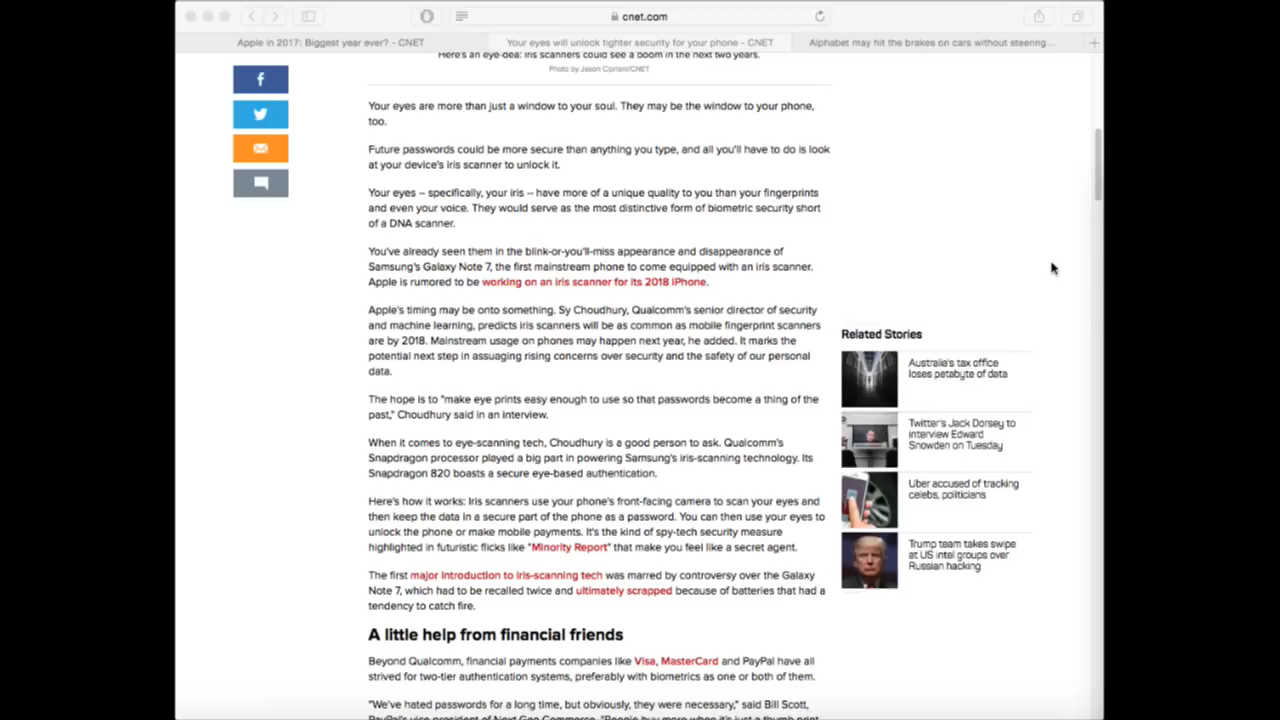 cnet.com
Apple in 2017: Biggest year ever? - CNET
Your eyes will unlock tighter security for your phone - CNET
Alphabet may hit the brakes on cars without steering...
Here's an eye-dea: Iris scanners could see a boom in the next two years.
Photo by Jason Cipriani/CNET
Your eyes are more than just a window to your soul. They may be the window to your phone,
too.
Future passwords could be more secure than anything you type, and all you'll have to do is look
at your device's iris scanner to unlock it.
Your eyes -- specifically, your iris -- have more of a unique quality to you than your fingerprints
and even your voice. They would serve as the most distinctive form of biometric security short
of a DNA scanner.
You've already seen them in the blink-or-you'll-miss appearance and disappearance of
Samsung's Galaxy Note 7, the first mainstream phone to come equipped with an iris scanner.
Apple is rumored to be working on an iris scanner for its 2018 iPhone.
Apple's timing may be onto something. Sy Choudhury, Qualcomm's senior director of security
and machine learning, predicts iris scanners will be as common as mobile fingerprint scanners
are by 2018. Mainstream usage on phones may happen next year, he added. It marks the
potential next step in assuaging rising concerns over security and the safety of our personal
data.
The hope is to "make eye prints easy enough to use so that passwords become a thing of the
past," Choudhury said in an interview.
When it comes to eye-scanning tech, Choudhury is a good person to ask. Qualcomm's
Snapdragon processor played a big part in powering Samsung's iris-scanning technology. Its
Snapdragon 820 boasts a secure eye-based authentication.
Here's how it works: Iris scanners use your phone's front-facing camera to scan your eyes and
then keep the data in a secure part of the phone as a password. You can then use your eyes to
unlock the phone or make mobile payments. It's the kind of spy-tech security measure
highlighted in futuristic flicks like "Minority Report" that make you feel like a secret agent.
The first major introduction to iris-scanning tech was marred by controversy over the Galaxy
Note 7, which had to be recalled twice and ultimately scrapped because of batteries that had a
tendency to catch fire.
A little help from financial friends
Beyond Qualcomm, financial payments companies like Visa, MasterCard and PayPal have all
strived for two-tier authentication systems, preferably with biometrics as one or both of them.
"We've hated passwords for a long time, but obviously, they were necessary," said Bill Scott,
PayPal's vice president of Next Gen Commerce. "People buy more when it's just a thumb print
Related Stories
Australia's tax office
loses petabyte of data
Twitter's Jack Dorsey to
interview Edward
Snowden on Tuesday
Uber accused of tracking
celebs, politicians
Trump team takes swipe
at US intel groups over
Russian hacking